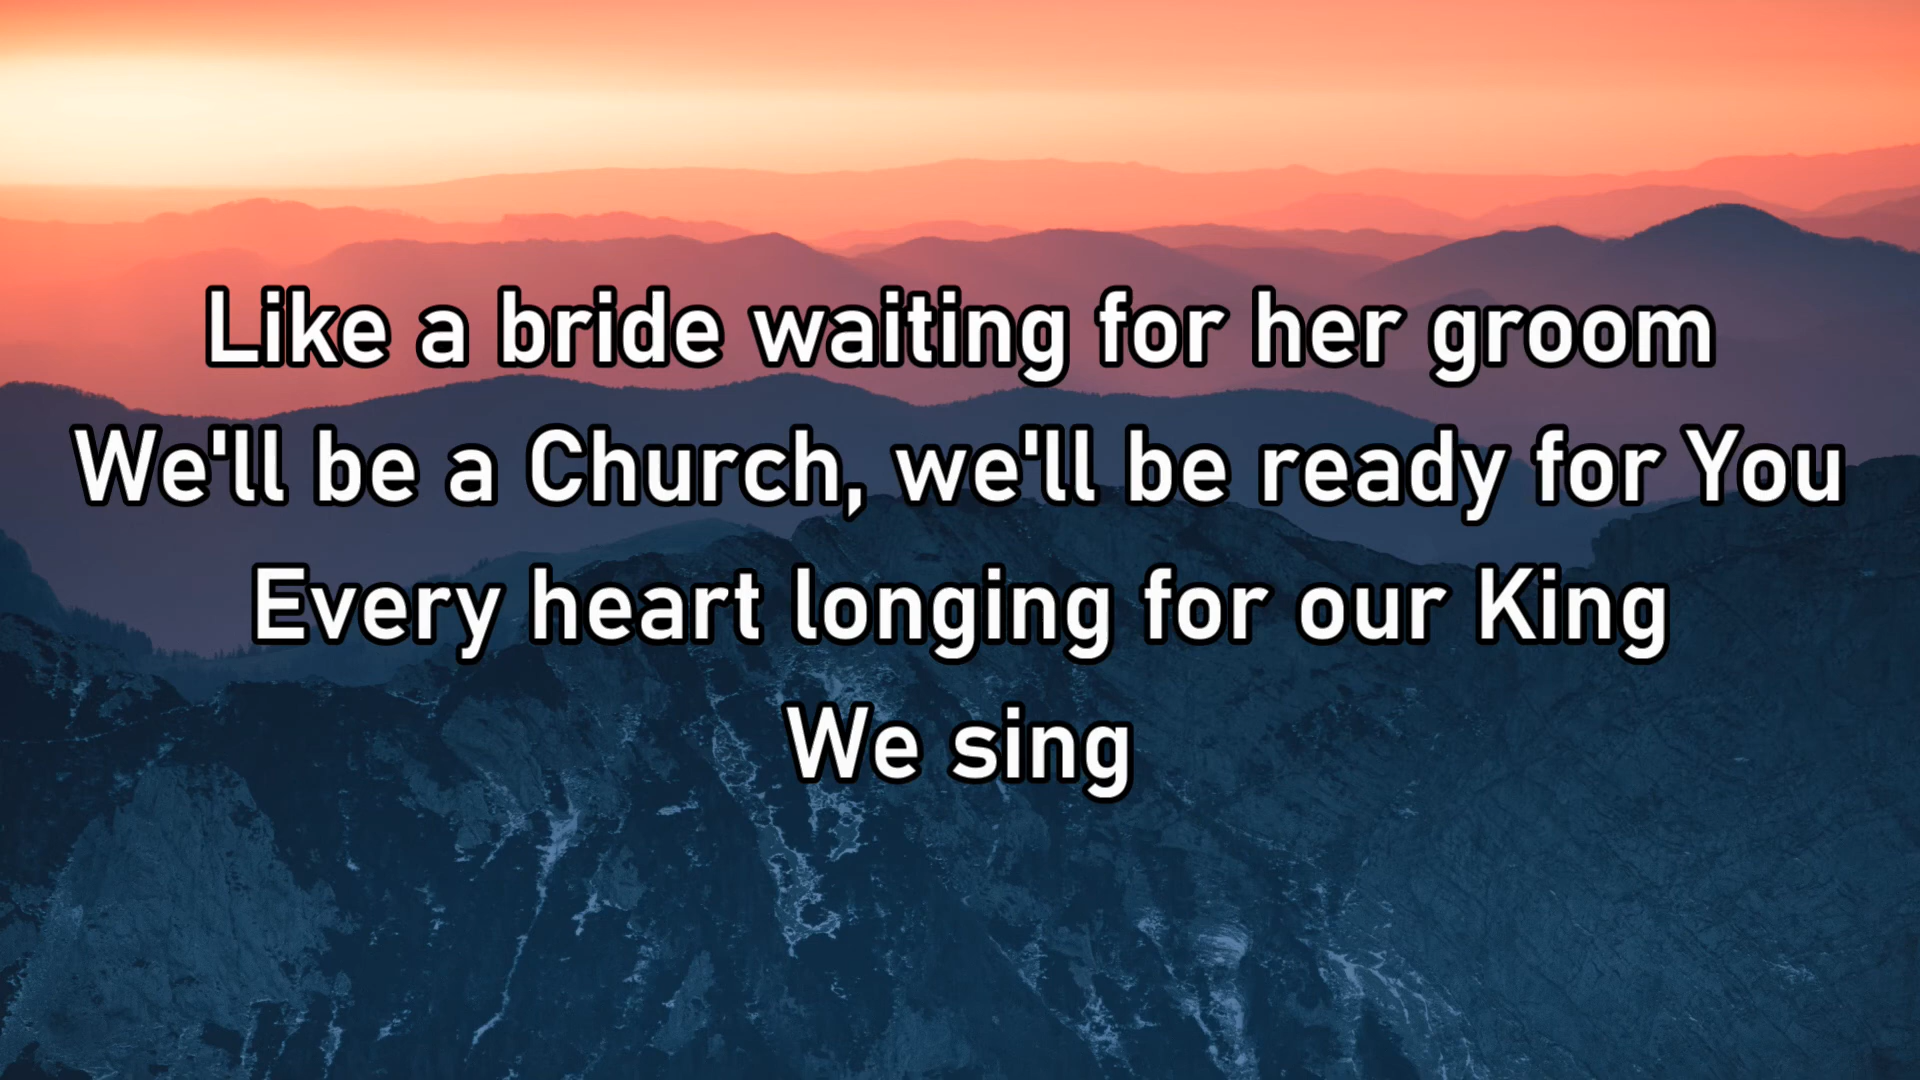 Like a bride waiting for her groom
We'll be a Church, we'll be ready for You
Every heart longing for our King
We sing